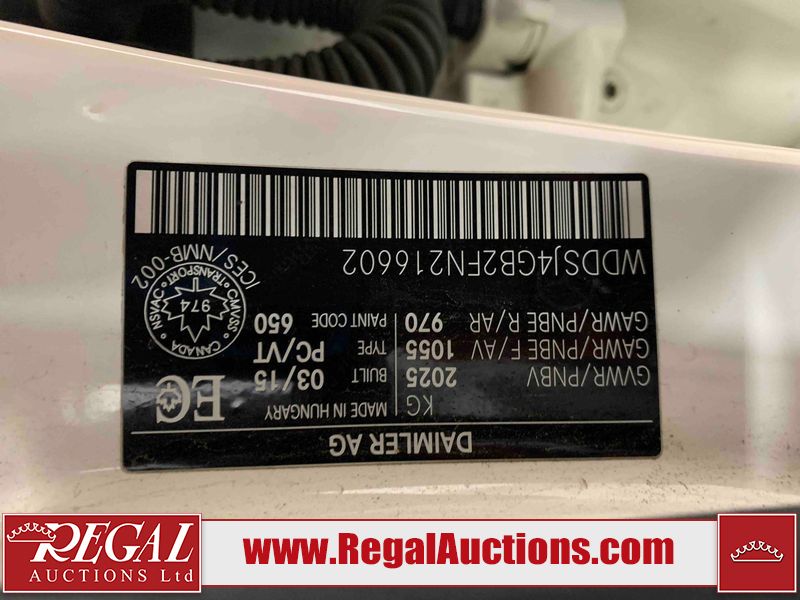 DAIMLER AG
MADE IN HUNGARY
KG
GVWR/PNBV 2025
GAWR/PNBE F/AV 1055
GAWR/PNBE R/AR 970
BUILT 03/15
TYPE PC/VT
PAINT CODE 650
EC
CANADA
TRANSPORT
NSVAC
CMVSS
974
ICES/NMB-002
WDDSJ4GB2FN216602
REGAL
AUCTIONS Ltd
www.RegalAuctions.com